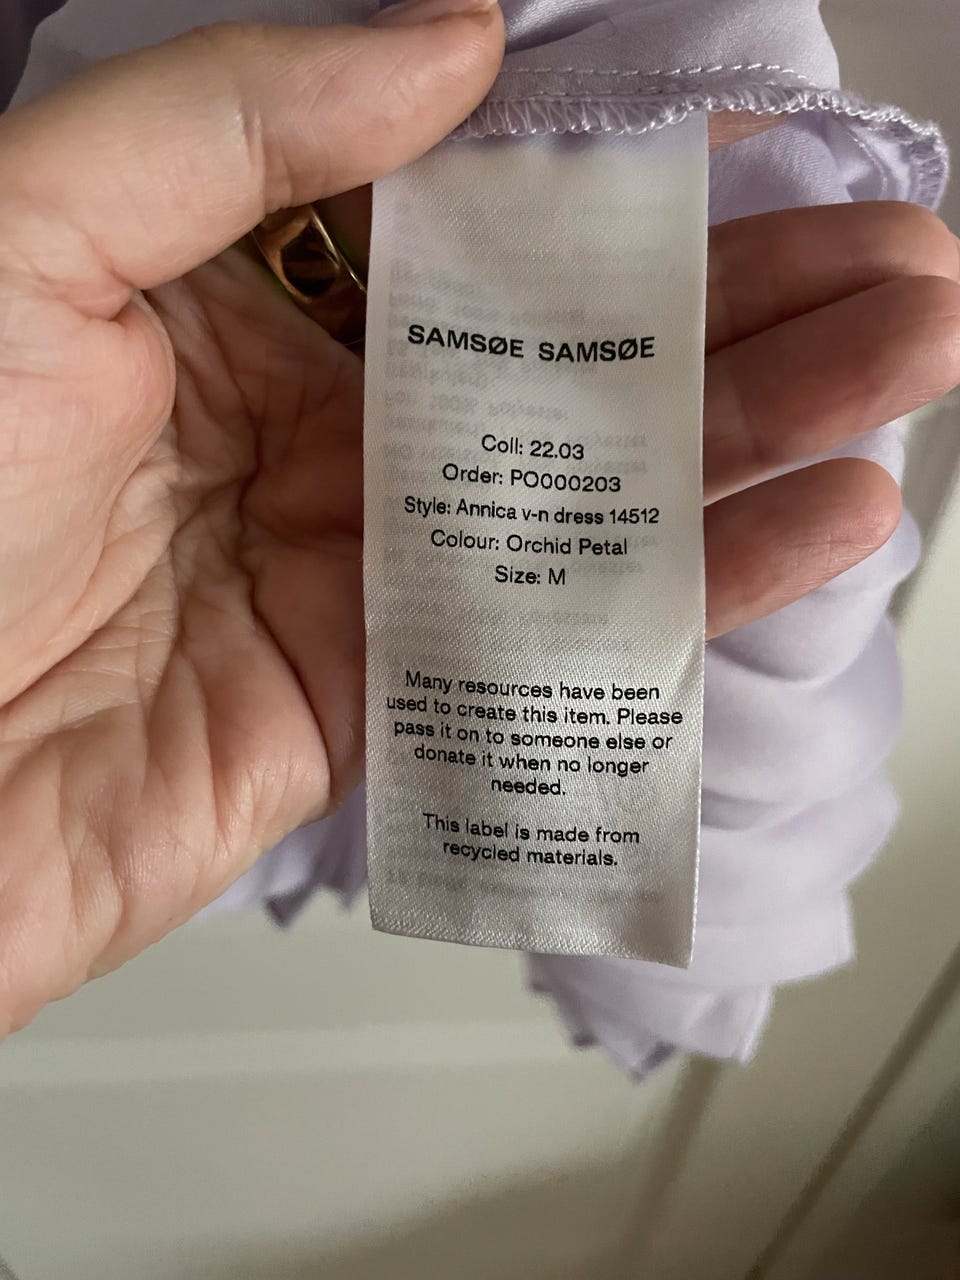 SAMSØE SAMSØE
Coll: 22.03
Order: PO000203
Style: Annica v-n dress 14512
Colour: Orchid Petal
Size: M
Many resources have been
used to create this item. Please
pass it on to someone else or
donate it when no longer
needed.
This label is made from
recycled materials.